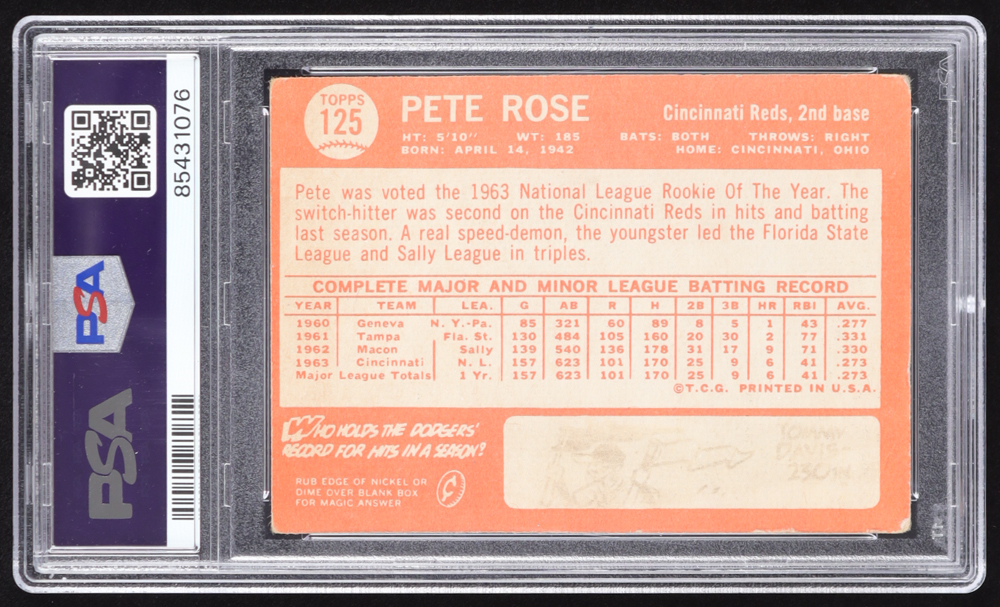 85431076
PSA
PSA
TOPPS
125
PETE ROSE
Cincinnati Reds, 2nd base
HT: 5'10" WT: 185 BATS: BOTH THROWS: RIGHT
BORN: APRIL 14, 1942 HOME: CINCINNATI, OHIO
Pete was voted the 1963 National League Rookie Of The Year. The
switch-hitter was second on the Cincinnati Reds in hits and batting
last season. A real speed-demon, the youngster led the Florida State
League and Sally League in triples.
COMPLETE MAJOR AND MINOR LEAGUE BATTING RECORD
YEAR TEAM LEA. G AB R H 2B 3B HR RBI AVG.
1960 Geneva N. Y.-Pa. 85 321 60 89 8 5 1 43 .277
1961 Tampa Fla. St. 130 484 105 160 20 30 2 77 .331
1962 Macon Sally 139 540 136 178 31 17 9 71 .330
1963 Cincinnati N. L. 157 623 101 170 25 9 6 41 .273
Major League Totals 1 Yr. 157 623 101 170 25 9 6 41 .273
©T.C.G. PRINTED IN U.S.A.
WHO HOLDS THE DODGERS'
RECORD FOR HITS IN A SEASON?
RUB EDGE OF NICKEL OR
DIME OVER BLANK BOX
FOR MAGIC ANSWER
DAVIS-